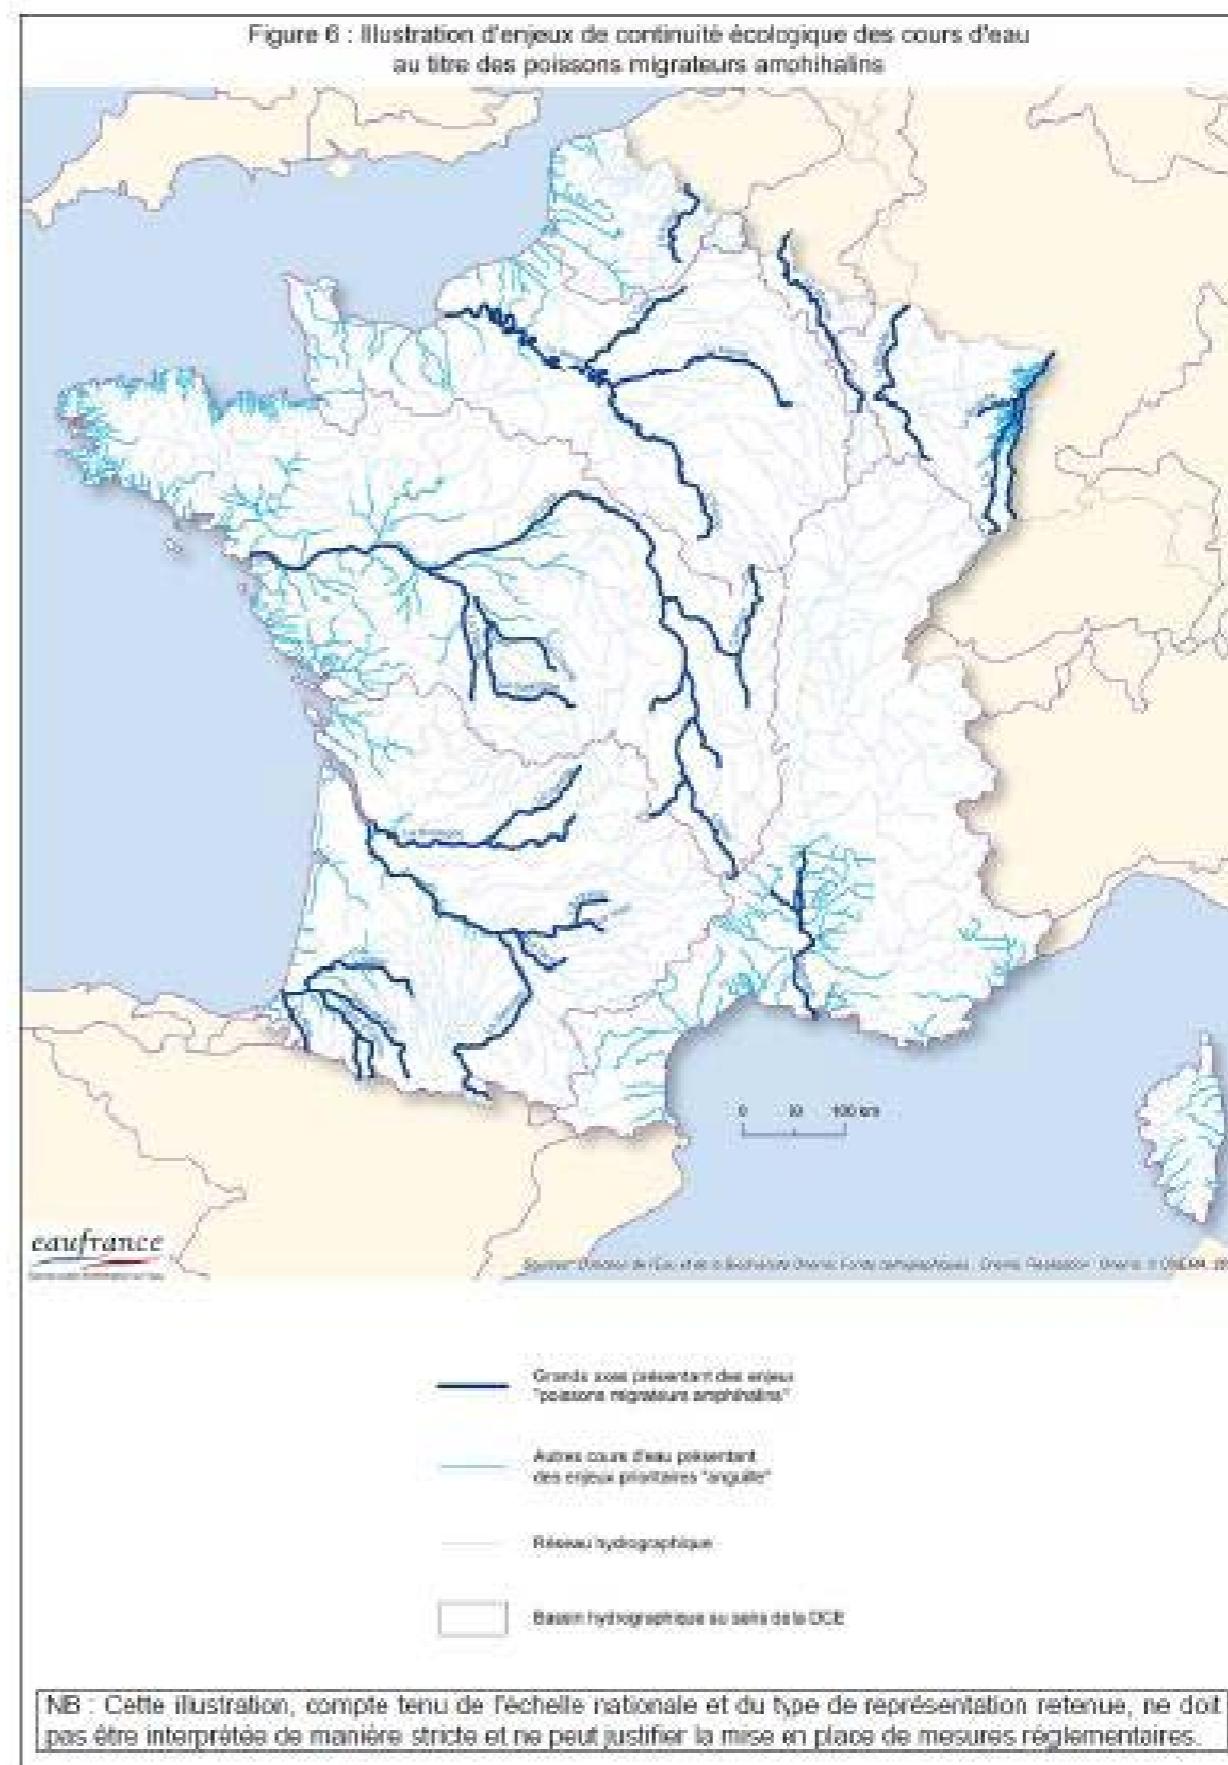 Figure 6 : Illustration d'enjeux de continuité écologique des cours d'eau
au titre des poissons migrateurs amphihalins
0 50 100 km
eaufrance
Grands axes présentant des enjeux
"poissons migrateurs amphihalins"
Autres cours d'eau présentant
des enjeux prioritaires "anguille"
Réseau hydrographique
Bassin hydrographique au sens de la DCE
NB : Cette illustration, compte tenu de l'échelle nationale et du type de représentation retenue, ne doit
pas être interprétée de manière stricte et ne peut justifier la mise en place de mesures réglementaires.